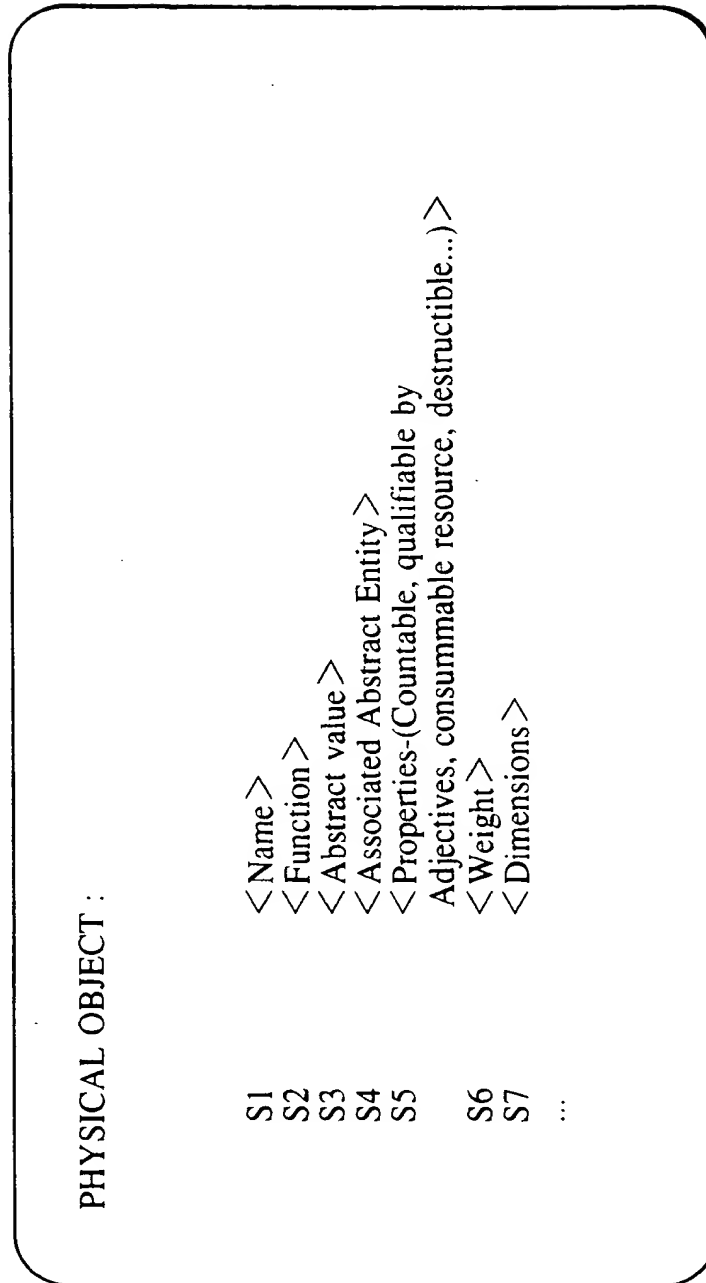 PHYSICAL OBJECT :
S1 <Name>
S2 <Function>
S3 <Abstract value>
S4 <Associated Abstract Entity>
S5 <Properties-(Countable, qualifiable by
Adjectives, consummable resource, destructible...)>
S6 <Weight>
S7 <Dimensions>
...